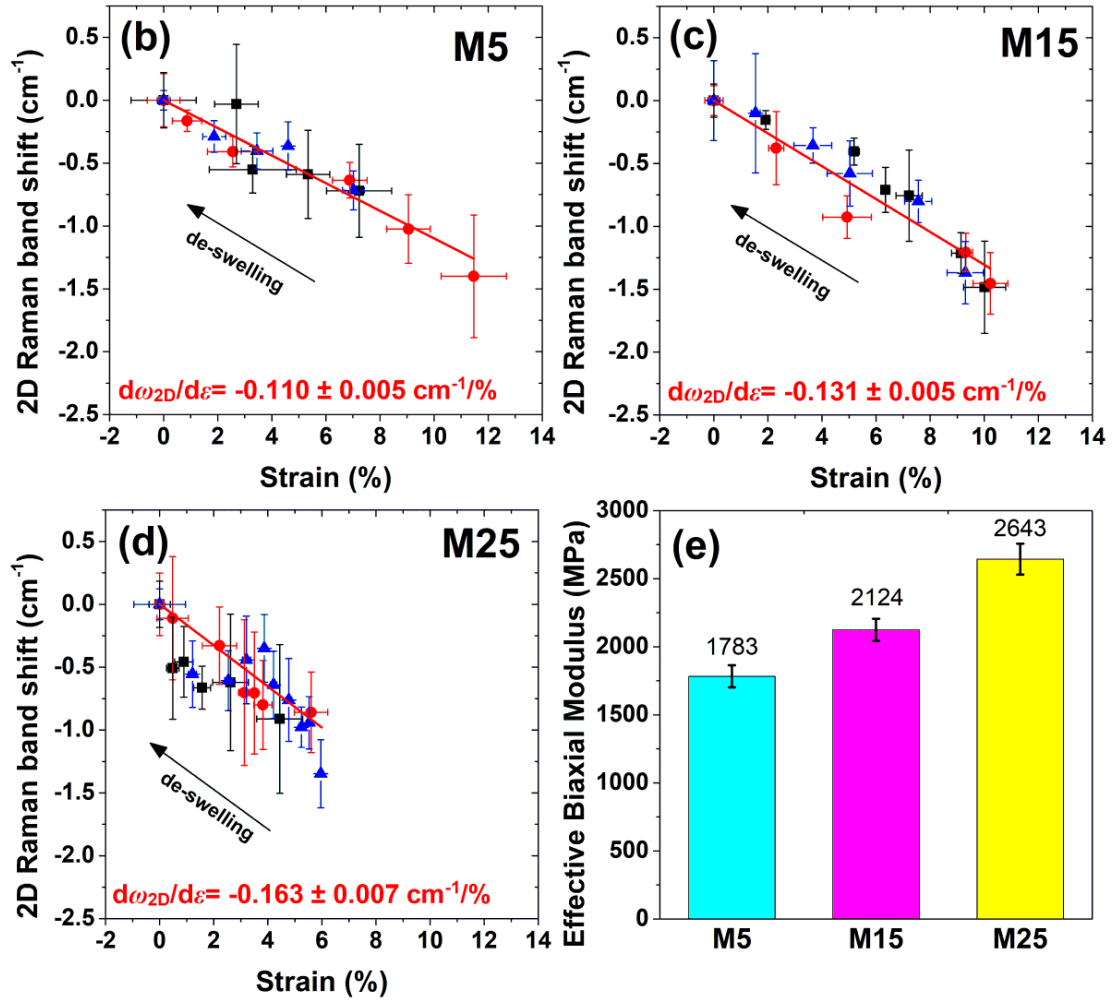 (b) M5
2D Raman band shift (cm⁻¹)
0.5
0.0
-0.5
-1.0
-1.5
-2.0
-2.5
de-swelling
dω2D/dε= -0.110 ± 0.005 cm⁻¹/%
-2 0 2 4 6 8 10 12 14
Strain (%)
(c) M15
2D Raman band shift (cm⁻¹)
0.5
0.0
-0.5
-1.0
-1.5
-2.0
-2.5
de-swelling
dω2D/dε= -0.131 ± 0.005 cm⁻¹/%
-2 0 2 4 6 8 10 12 14
Strain (%)
(d) M25
2D Raman band shift (cm⁻¹)
0.5
0.0
-0.5
-1.0
-1.5
-2.0
-2.5
de-swelling
dω2D/dε= -0.163 ± 0.007 cm⁻¹/%
-2 0 2 4 6 8 10 12 14
Strain (%)
(e)
Effective Biaxial Modulus (MPa)
3000
2500
2000
1500
1000
500
0
1783
2124
2643
M5 M15 M25